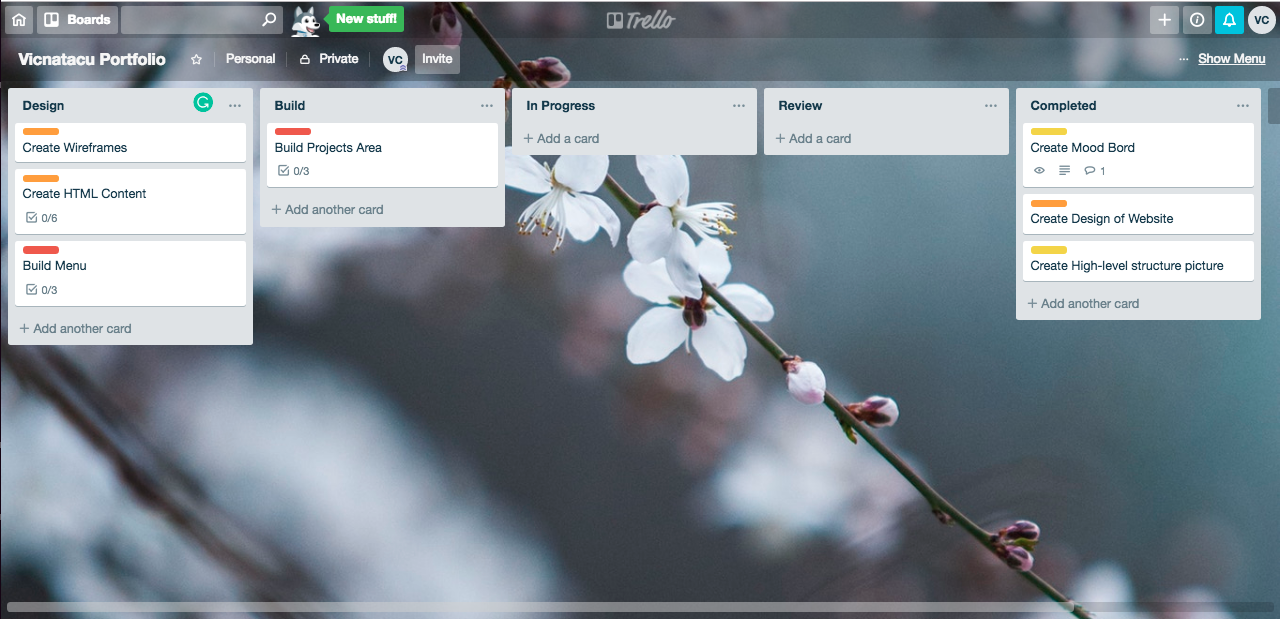 Boards
New stuff!
Trello
VC
Vicnatacu Portfolio
Personal
Private
VC
Invite
... Show Menu
Design
Create Wireframes
Create HTML Content
0/6
Build Menu
0/3
+ Add another card
Build
Build Projects Area
0/3
+ Add another card
In Progress
+ Add a card
Review
+ Add a card
Completed
Create Mood Bord
1
Create Design of Website
Create High-level structure picture
+ Add another card